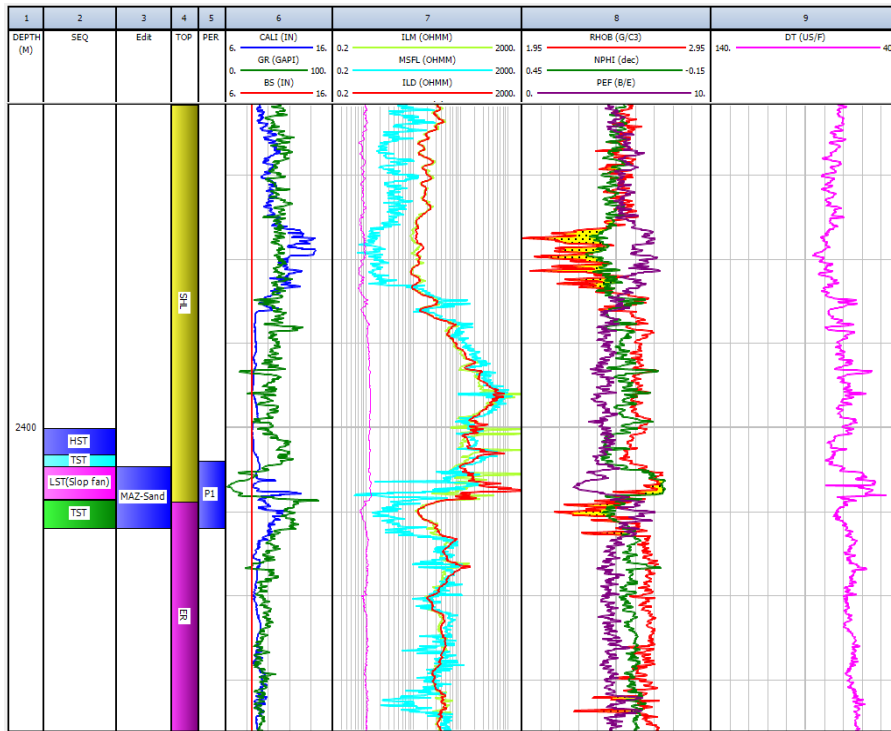 1 2 3 4 5 6 7 8 9
DEPTH (M) SEQ Edit TOP PER
CALI (IN)
6. 16.
GR (GAPI)
0. 100.
BS (IN)
6. 16.
ILM (OHMM)
0.2 2000.
MSFL (OHMM)
0.2 2000.
ILD (OHMM)
0.2 2000.
RHOB (G/C3)
1.95 2.95
NPHI (dec)
0.45 -0.15
PEF (B/E)
0. 10.
DT (US/F)
140. 40
2400
HST
TST
LST(Slop fan)
TST
MAZ-Sand
SHL
ER
P1